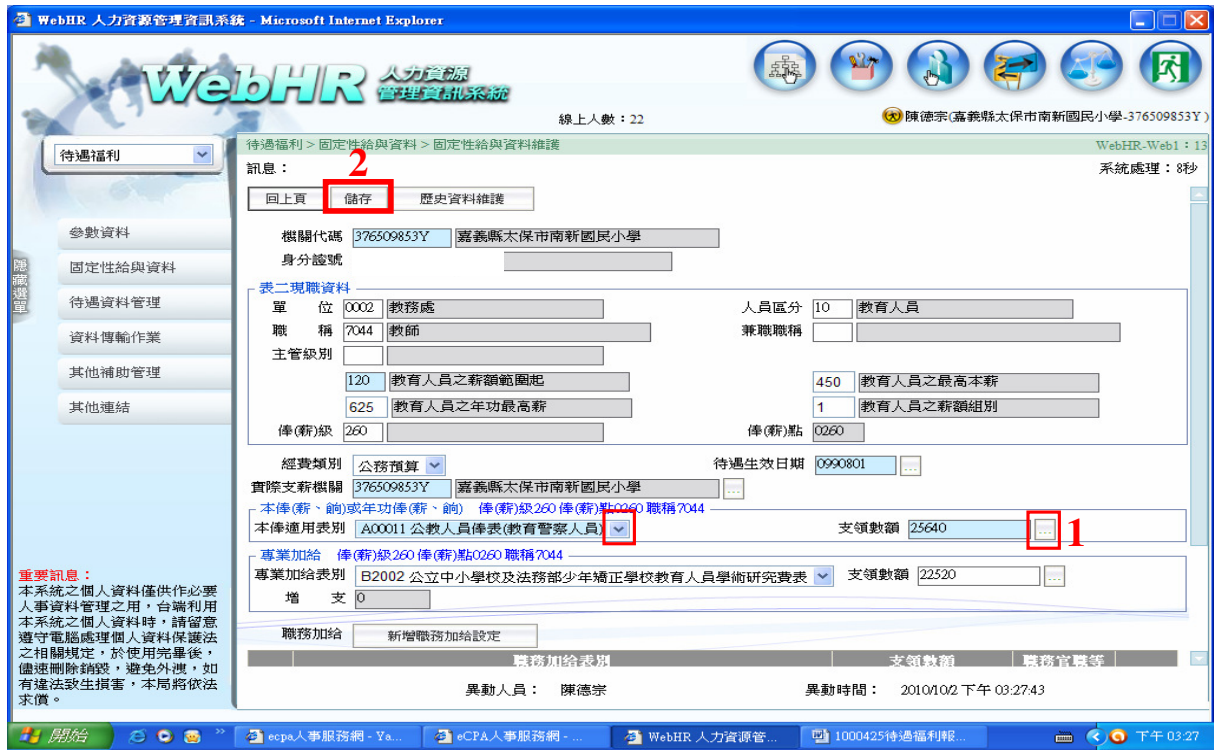 WebHR 人力資源管理資訊系統 - Microsoft Internet Explorer
WebHR 人力資源管理資訊系統
線上人數：22
陳德宗(嘉義縣太保市南新國民小學-376509853Y)
待遇福利
待遇福利 > 固定性給與資料 > 固定性給與資料維護
WebHR-Web1：13
訊息：
系統處理：8秒
2
回上頁 儲存 歷史資料維護
參數資料
固定性給與資料
待遇資料管理
資料傳輸作業
其他補助管理
其他連結
隱藏選單
機關代碼 376509853Y 嘉義縣太保市南新國民小學
身分證號
表二現職資料
單 位 0002 教務處 人員區分 10 教育人員
職 稱 7044 教師 兼職職稱
主管級別
120 教育人員之薪額範圍起 450 教育人員之最高本薪
625 教育人員之年功最高薪 1 教育人員之薪額組別
俸(薪)級 260 俸(薪)點 0260
經費類別 公務預算 待遇生效日期 0990801 ...
實際支薪機關 376509853Y 嘉義縣太保市南新國民小學 ...
本俸(薪、餉)或年功俸(薪、餉) 俸(薪)級260 俸(薪)點0260 職稱7044
本俸適用表別 A00011 公教人員俸表(教育警察人員) 支領數額 25640 ... 1
專業加給 俸(薪)級260 俸(薪)點0260 職稱7044
專業加給表別 B2002 公立中小學校及法務部少年矯正學校教育人員學術研究費表 支領數額 22520 ...
增 支 0
職務加給 新增職務加給設定
職務加給表別 支領數額 職務官職等
異動人員： 陳德宗 異動時間： 2010/10/2 下午 03:27:43
重要訊息：
本系統之個人資料僅供作必要
人事資料管理之用，台端利用
本系統之個人資料時，請留意
遵守電腦處理個人資料保護法
之相關規定，於使用完畢後，
儘速刪除銷毀，避免外洩，如
有違法致生損害，本局將依法
求償。
開始 ecpa人事服務網 - Ya... eCPA人事服務網 - ... WebHR 人力資源管... 1000425待遇福利報... 下午 03:27